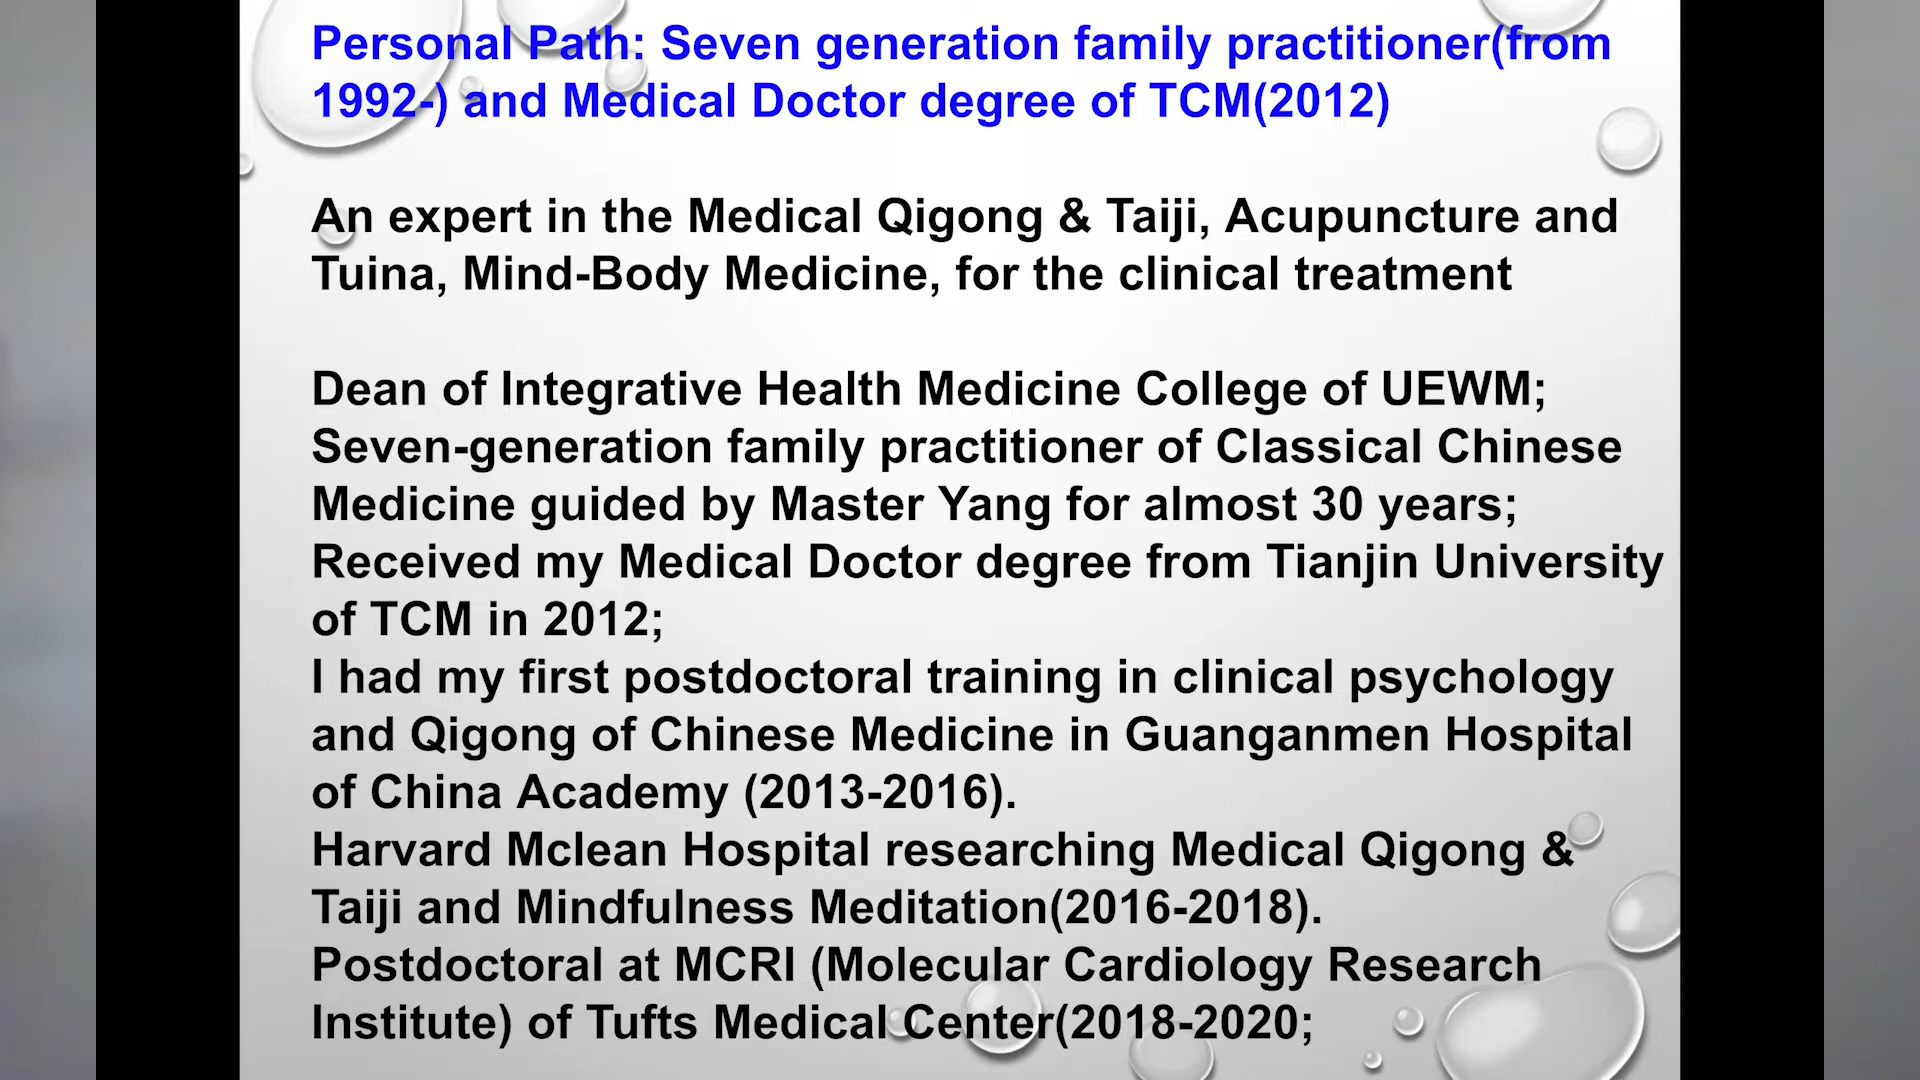 Personal Path: Seven generation family practitioner(from
1992-) and Medical Doctor degree of TCM(2012)
An expert in the Medical Qigong & Taiji, Acupuncture and
Tuina, Mind-Body Medicine, for the clinical treatment
Dean of Integrative Health Medicine College of UEWM;
Seven-generation family practitioner of Classical Chinese
Medicine guided by Master Yang for almost 30 years;
Received my Medical Doctor degree from Tianjin University
of TCM in 2012;
I had my first postdoctoral training in clinical psychology
and Qigong of Chinese Medicine in Guanganmen Hospital
of China Academy (2013-2016).
Harvard Mclean Hospital researching Medical Qigong &
Taiji and Mindfulness Meditation(2016-2018).
Postdoctoral at MCRI (Molecular Cardiology Research
Institute) of Tufts Medical Center(2018-2020;